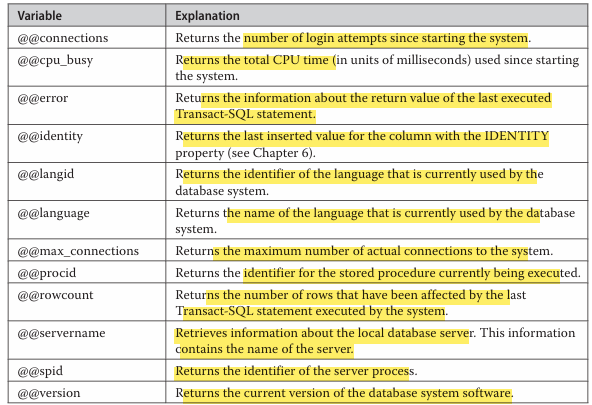 Variable Explanation
@@connections Returns the number of login attempts since starting the system.
@@cpu_busy Returns the total CPU time (in units of milliseconds) used since starting
the system.
@@error Returns the information about the return value of the last executed
Transact-SQL statement.
@@identity Returns the last inserted value for the column with the IDENTITY
property (see Chapter 6).
@@langid Returns the identifier of the language that is currently used by the
database system.
@@language Returns the name of the language that is currently used by the database
system.
@@max_connections Returns the maximum number of actual connections to the system.
@@procid Returns the identifier for the stored procedure currently being executed.
@@rowcount Returns the number of rows that have been affected by the last
Transact-SQL statement executed by the system.
@@servername Retrieves information about the local database server. This information
contains the name of the server.
@@spid Returns the identifier of the server process.
@@version Returns the current version of the database system software.